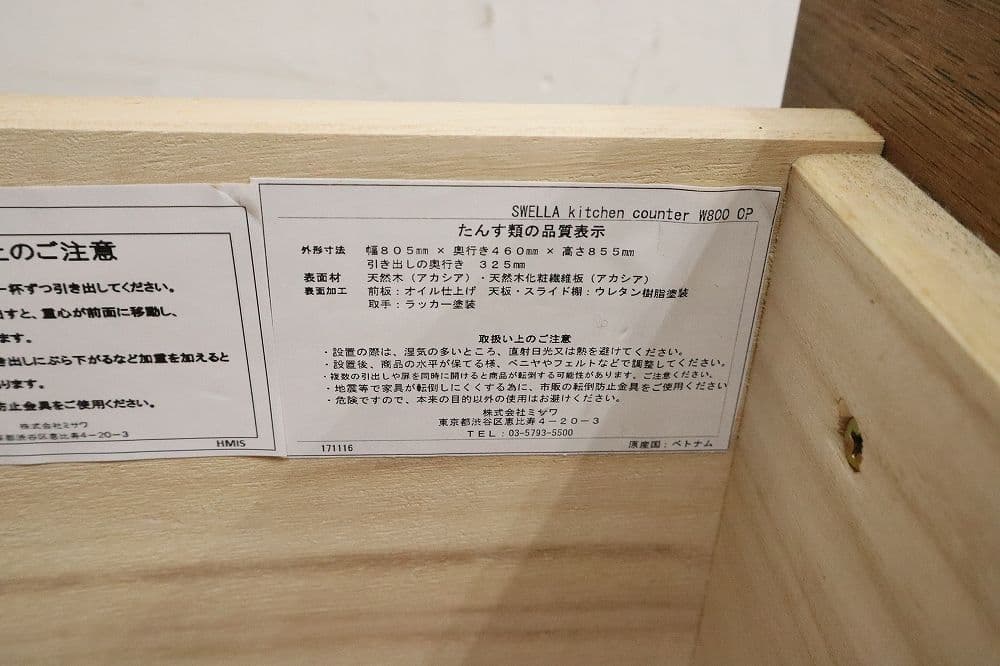 上のご注意
一杯ずつ引き出してください。
出すと、重心が前面に移動し、
ます。
き出しにぶら下がるなど加重を加えると
ります。
防止金具をご使用ください。
株式会社ミサワ
東京都渋谷区恵比寿4-20-3
HMIS
SWELLA kitchen counter W800 CP
たんす類の品質表示
外形寸法 幅805mm × 奥行き460mm × 高さ855mm
引き出しの奥行き 325mm
表面材 天然木(アカシア)・天然木化粧繊維板(アカシア)
表面加工 前板:オイル仕上げ 天板・スライド棚:ウレタン樹脂塗装
取手:ラッカー塗装
取扱い上のご注意
・設置の際は、湿気の多いところ、直射日光又は熱を避けてください。
・設置後、商品の水平が保てる様、ベニヤやフェルトなどで調整してください。
・複数の引出しや扉を同時に開けると商品が転倒する可能性があります。ご注意ください。
・地震等で家具が転倒しにくくする為に、市販の転倒防止金具をご使用ください
・危険ですので、本来の目的以外の使用はお避けください。
株式会社ミサワ
東京都渋谷区恵比寿4-20-3
TEL:03-5793-5500
171116 原産国:ベトナム